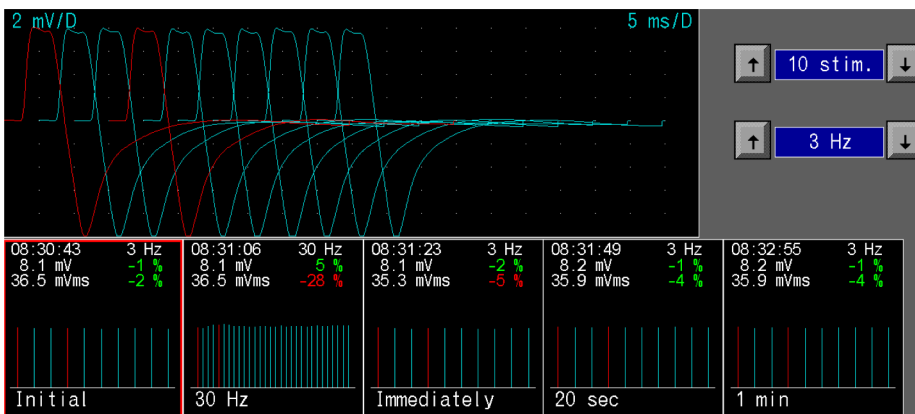 2 mV/D 5 ms/D
↑ 10 stim. ↓
↑ 3 Hz ↓
08:30:43 3 Hz
8.1 mV -1 %
36.5 mVms -2 %
Initial
08:31:06 30 Hz
8.1 mV 5 %
36.5 mVms -28 %
30 Hz
08:31:23 3 Hz
8.1 mV -2 %
35.3 mVms -5 %
Immediately
08:31:49 3 Hz
8.2 mV -1 %
35.9 mVms -4 %
20 sec
08:32:55 3 Hz
8.2 mV -1 %
35.9 mVms -4 %
1 min